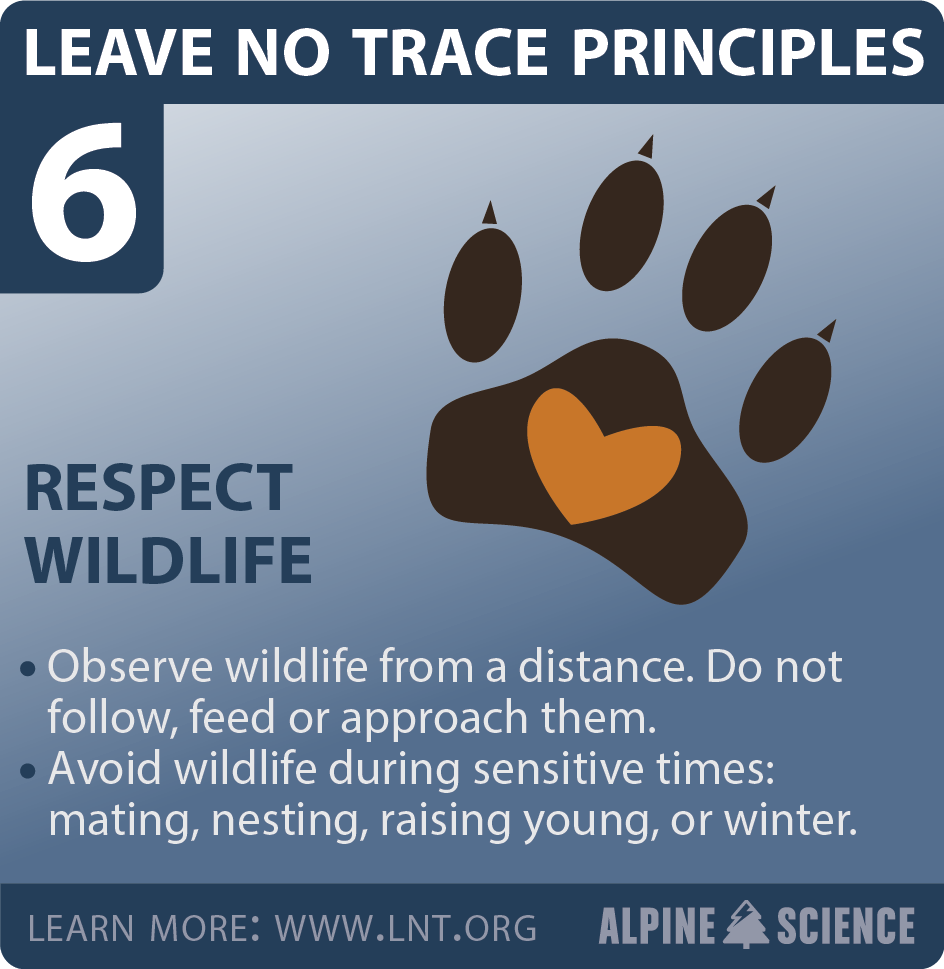 LEAVE NO TRACE PRINCIPLES
6
RESPECT
WILDLIFE
• Observe wildlife from a distance. Do not
follow, feed or approach them.
• Avoid wildlife during sensitive times:
mating, nesting, raising young, or winter.
LEARN MORE: WWW.LNT.ORG
ALPINE SCIENCE